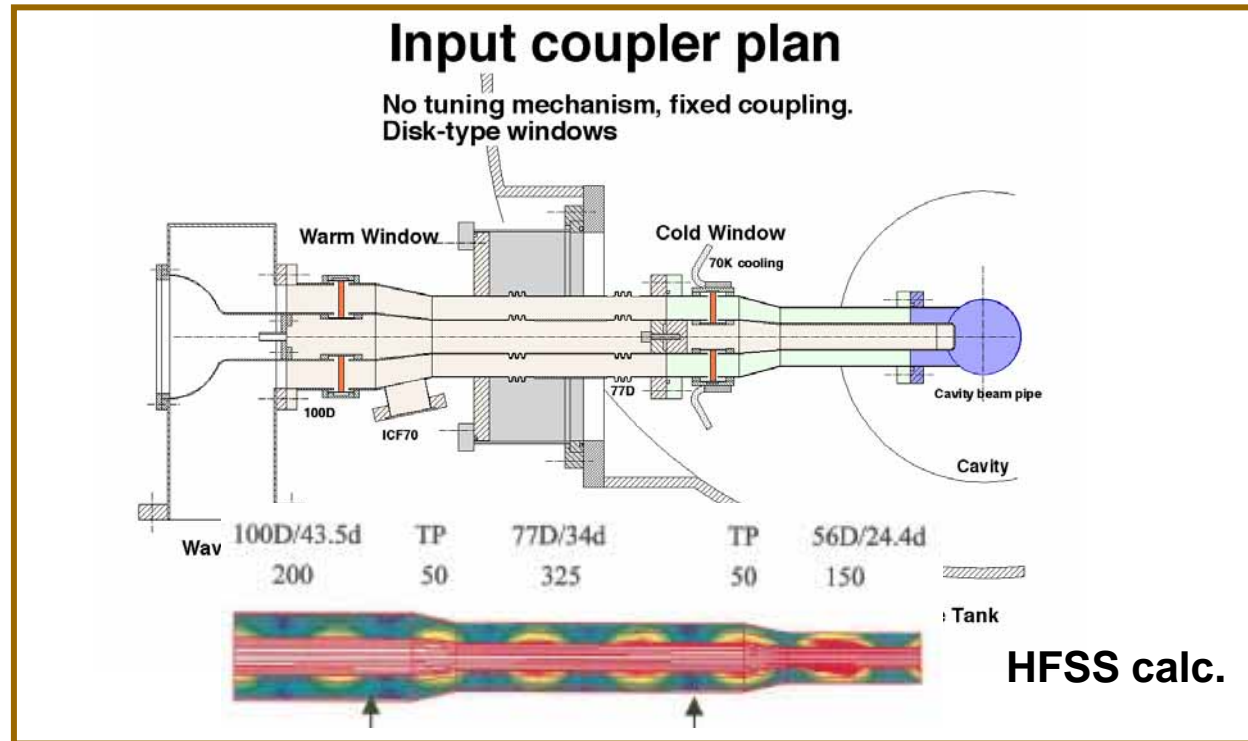 Input coupler plan
No tuning mechanism, fixed coupling.
Disk-type windows
Warm Window
Cold Window
70K cooling
100D
ICF70
77D
Cavity beam pipe
Cavity
100D/43.5d TP 77D/34d TP 56D/24.4d
200 50 325 50 150
Tank
HFSS calc.